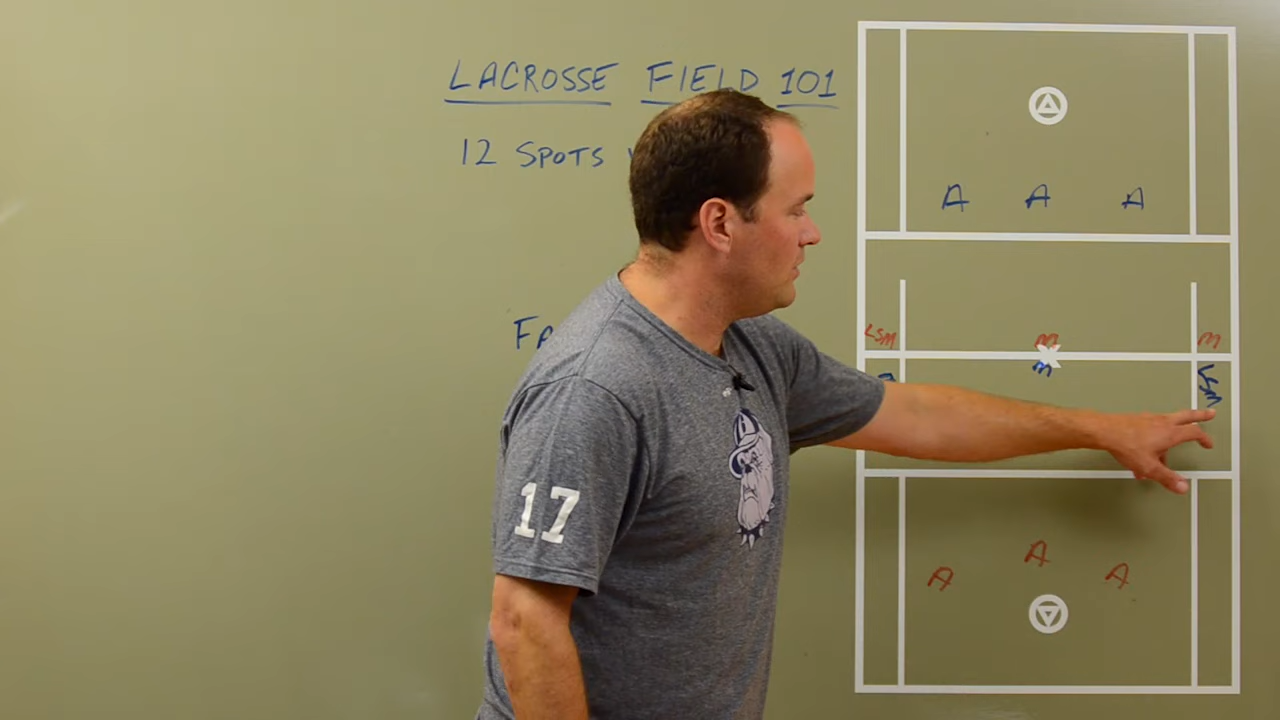 LACROSSE FIELD 101
12 SPOTS
A A A
LSM M M
M LSM
A A A
17